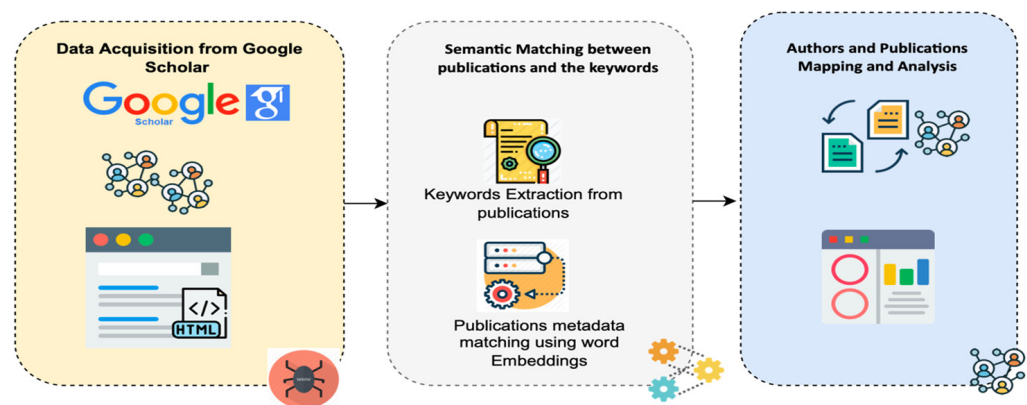 Data Acquisition from Google
Scholar
Google
Scholar
HTML
Semantic Matching between
publications and the keywords
Keywords Extraction from
publications
Publications metadata
matching using word
Embeddings
Authors and Publications
Mapping and Analysis